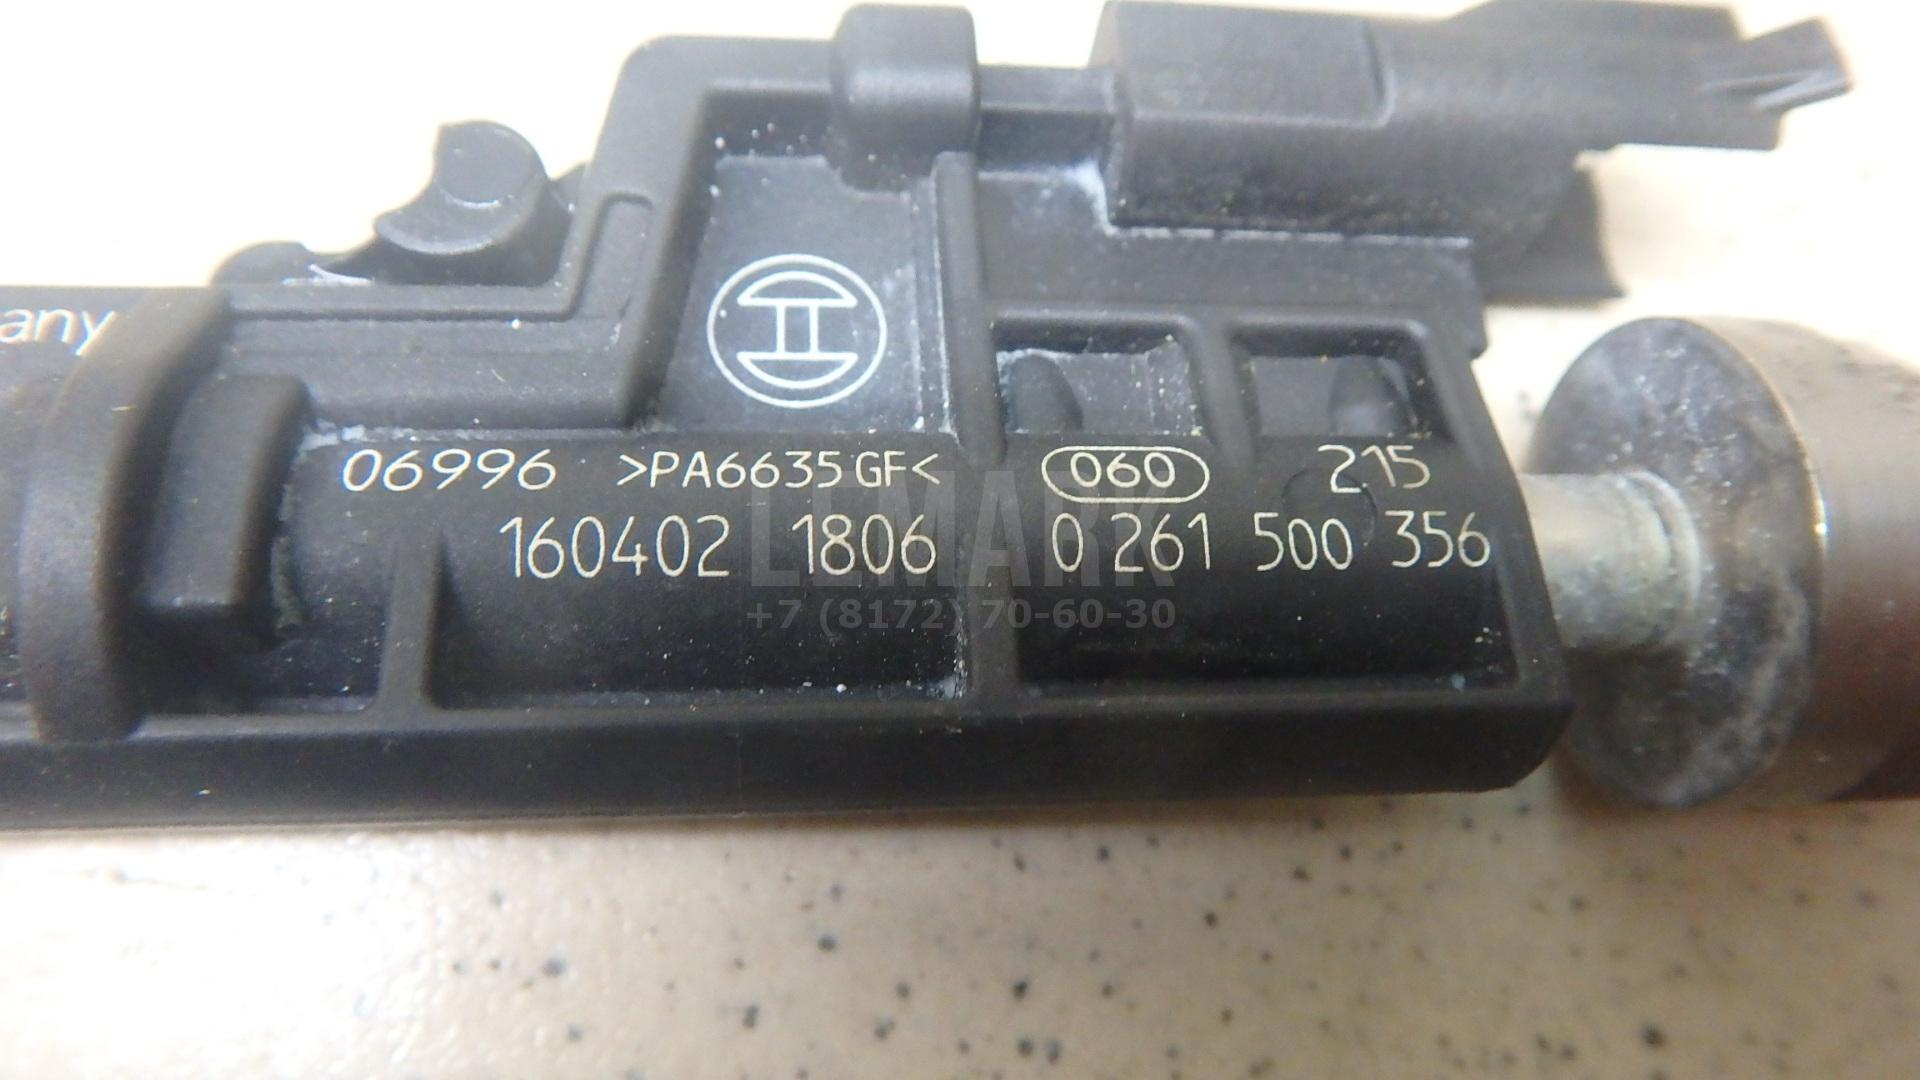 any
06996 >PA6635GF< 060 215
160402 1806 0 261 500 356
LEMARK
+7 (8172) 70-60-30